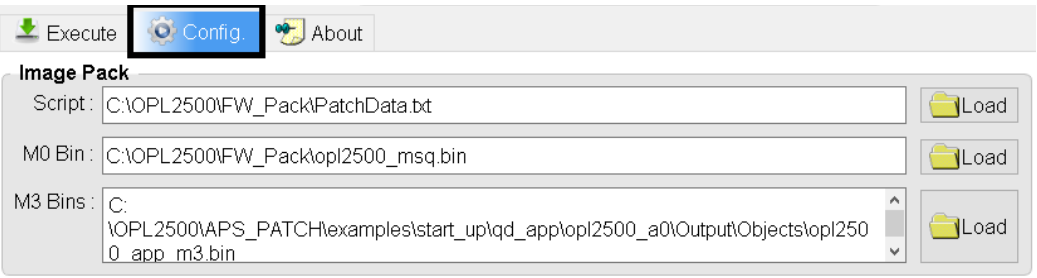 Execute Config. About
Image Pack
Script : C:\OPL2500\FW_Pack\PatchData.txt Load
M0 Bin : C:\OPL2500\FW_Pack\opl2500_msq.bin Load
M3 Bins : C:
\OPL2500\APS_PATCH\examples\start_up\qd_app\opl2500_a0\Output\Objects\opl250 Load
0_app_m3.bin